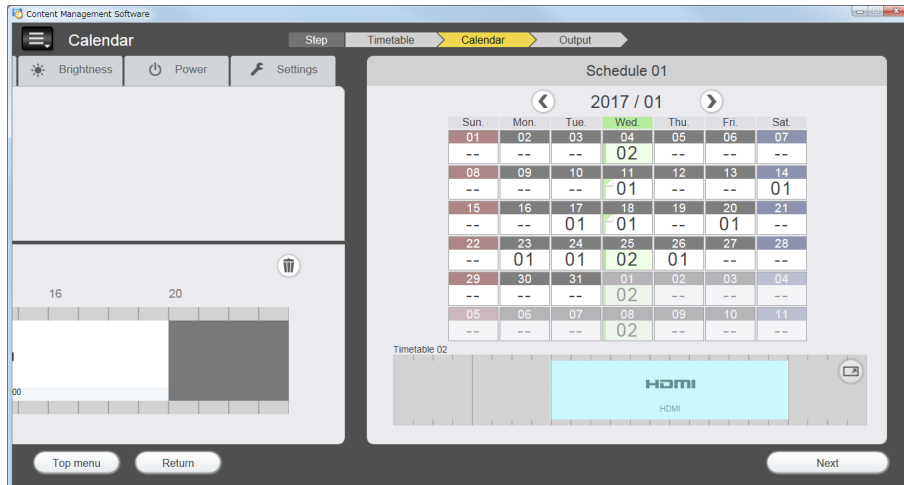 Content Management Software
Calendar
Step Timetable Calendar Output
Brightness Power Settings
Schedule 01
2017 / 01
Sun. Mon. Tue. Wed. Thu. Fri. Sat.
01 02 03 04 05 06 07
-- -- -- 02 -- -- --
08 09 10 11 12 13 14
-- -- -- 01 -- -- 01
15 16 17 18 19 20 21
-- -- 01 01 -- 01 --
22 23 24 25 26 27 28
-- 01 01 02 01 -- --
29 30 31 01 02 03 04
-- -- -- 02 -- -- --
05 06 07 08 09 10 11
-- -- -- 02 -- -- --
16 20
00
Timetable 02
HDMI
HDMI
Top menu Return Next